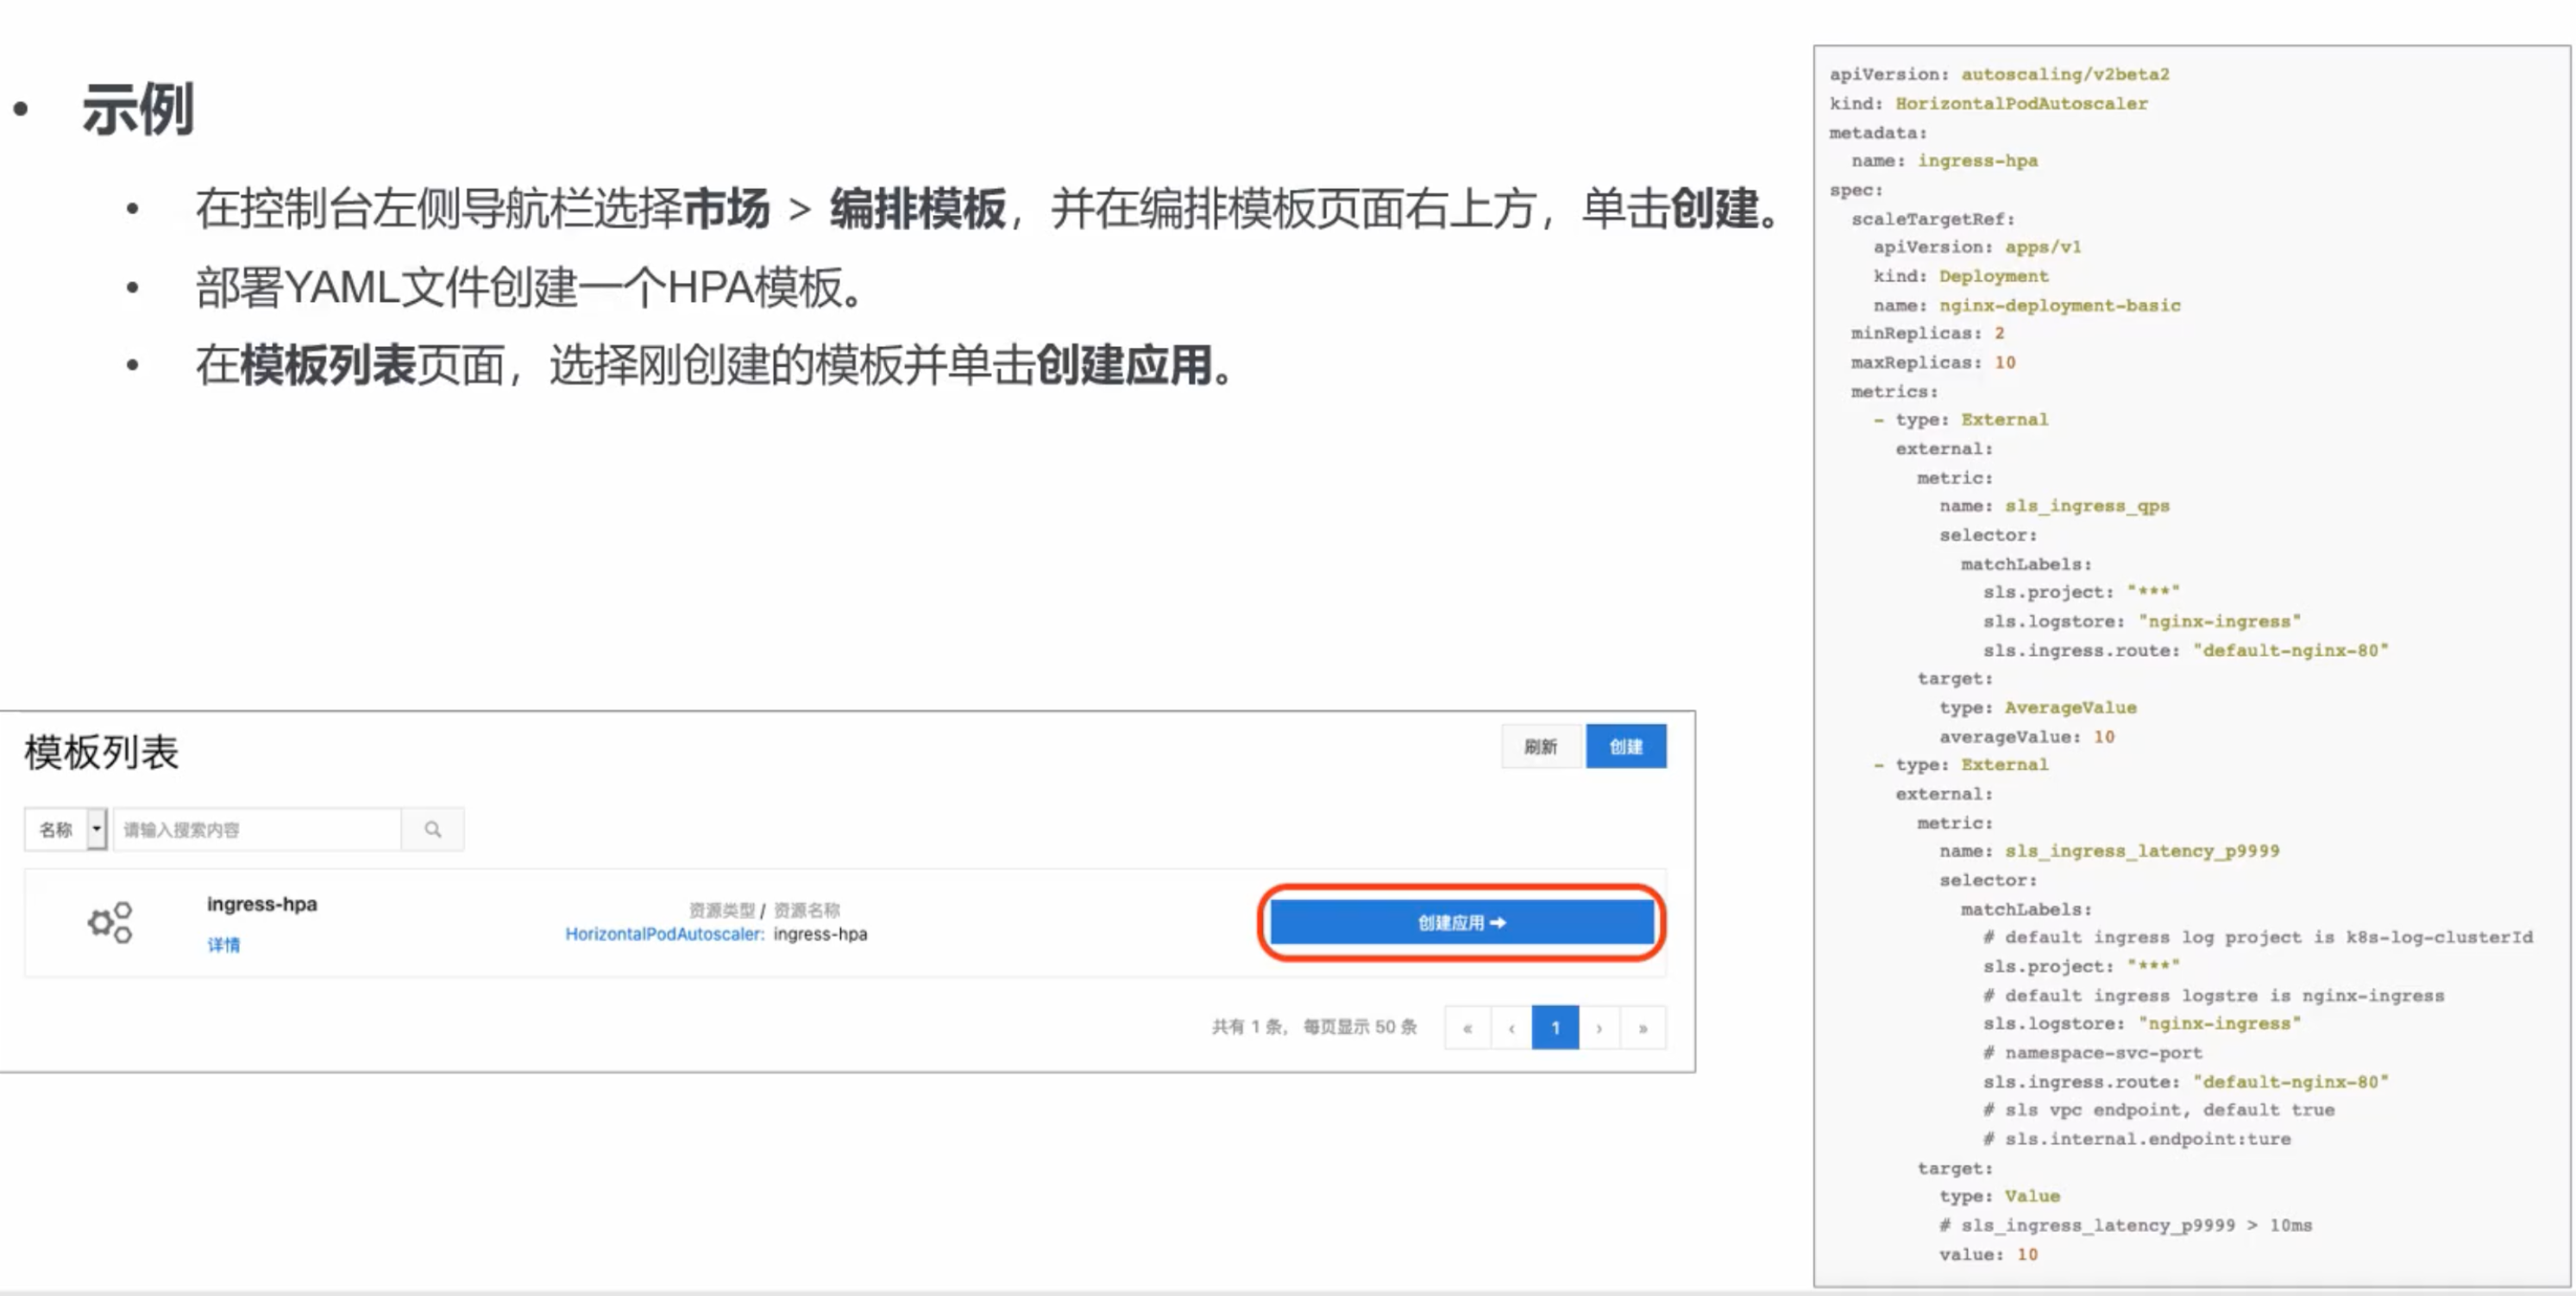 • 示例
• 在控制台左侧导航栏选择市场 > 编排模板，并在编排模板页面右上方，单击创建。
• 部署YAML文件创建一个HPA模板。
• 在模板列表页面，选择刚创建的模板并单击创建应用。
模板列表
刷新 创建
名称 请输入搜索内容
ingress-hpa
详情
资源类型 / 资源名称
HorizontalPodAutoscaler: ingress-hpa
创建应用 ➔
共有 1 条， 每页显示 50 条 « ‹ 1 › »
apiVersion: autoscaling/v2beta2
kind: HorizontalPodAutoscaler
metadata:
  name: ingress-hpa
spec:
  scaleTargetRef:
    apiVersion: apps/v1
    kind: Deployment
    name: nginx-deployment-basic
  minReplicas: 2
  maxReplicas: 10
  metrics:
    - type: External
      external:
        metric:
          name: sls_ingress_qps
          selector:
            matchLabels:
              sls.project: "***"
              sls.logstore: "nginx-ingress"
              sls.ingress.route: "default-nginx-80"
        target:
          type: AverageValue
          averageValue: 10
    - type: External
      external:
        metric:
          name: sls_ingress_latency_p9999
          selector:
            matchLabels:
              # default ingress log project is k8s-log-clusterId
              sls.project: "***"
              # default ingress logstre is nginx-ingress
              sls.logstore: "nginx-ingress"
              # namespace-svc-port
              sls.ingress.route: "default-nginx-80"
              # sls vpc endpoint, default true
              # sls.internal.endpoint:ture
        target:
          type: Value
          # sls_ingress_latency_p9999 > 10ms
          value: 10